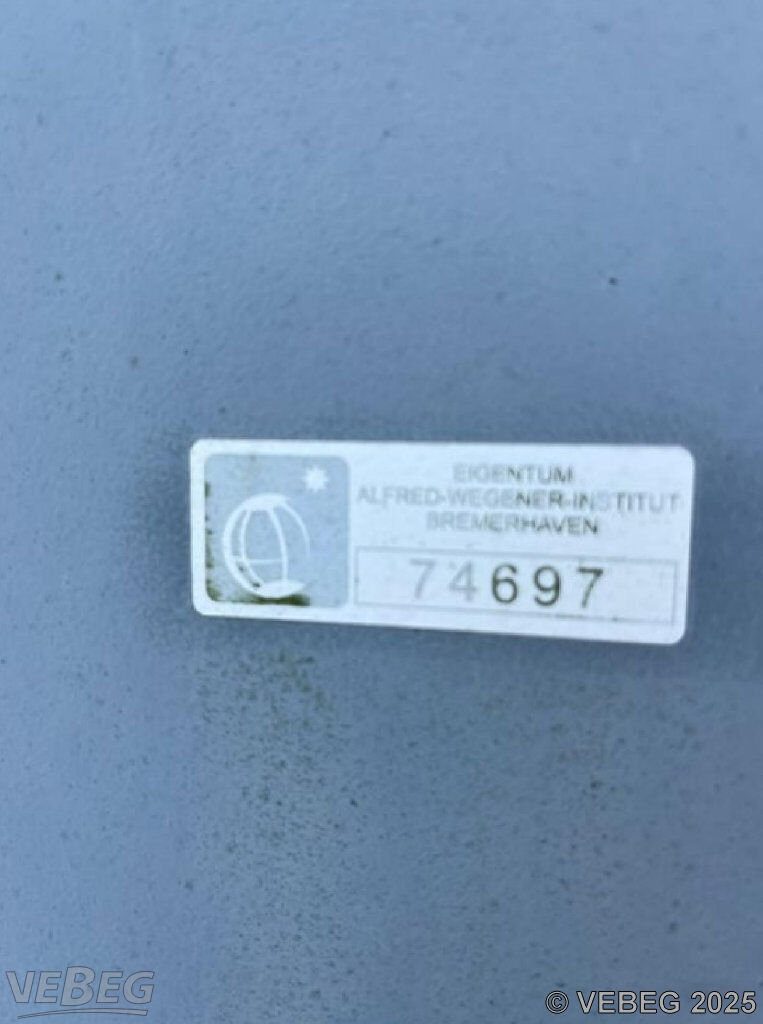 EIGENTUM
ALFRED-WEGENER-INSTITUT
BREMERHAVEN
74697
VEBEG
© VEBEG 2025